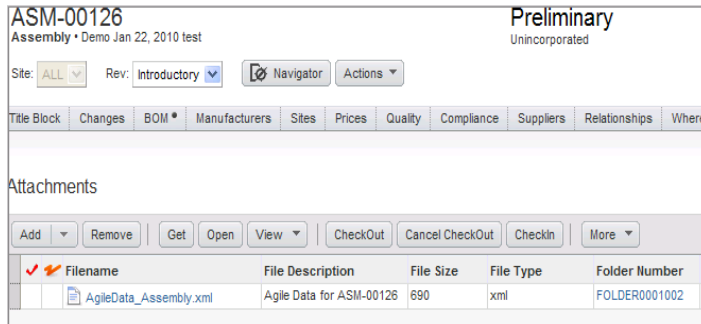 ASM-00126 Preliminary
Assembly • Demo Jan 22, 2010 test Unincorporated
Site: ALL Rev: Introductory Navigator Actions
Title Block Changes BOM Manufacturers Sites Prices Quality Compliance Suppliers Relationships Where
Attachments
Add Remove Get Open View CheckOut Cancel CheckOut CheckIn More
Filename File Description File Size File Type Folder Number
AgileData_Assembly.xml Agile Data for ASM-00126 690 xml FOLDER0001002